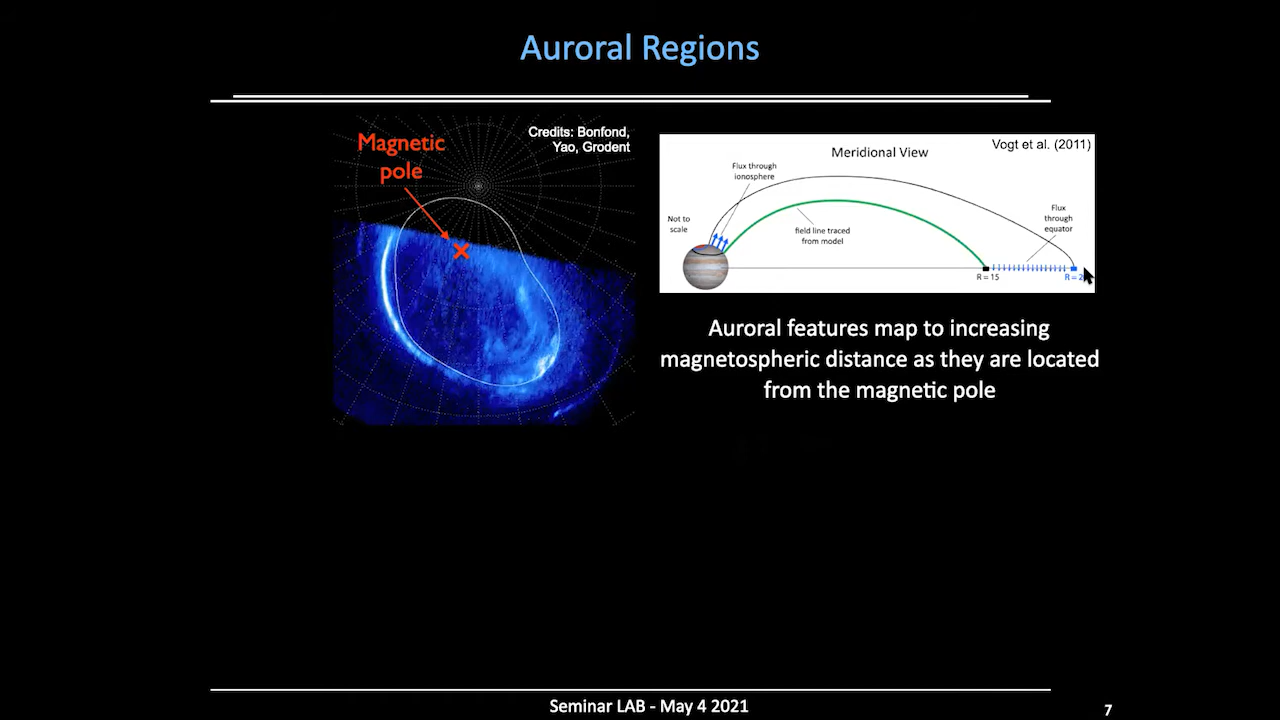 Auroral Regions
Magnetic
pole
Credits: Bonfond,
Yao, Grodent
Vogt et al. (2011)
Meridional View
Flux through
ionosphere
Not to
scale
field line traced
from model
Flux
through
equator
R = 15
R = 2
Auroral features map to increasing
magnetospheric distance as they are located
from the magnetic pole
Seminar LAB - May 4 2021
7